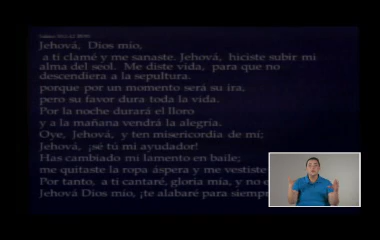 Jehová, Dios mío,
a ti clamé y me sanaste. Jehová, hiciste subir mi
alma del seol. Me diste vida, para que no
descendiera a la sepultura.
porque por un momento será su ira,
pero su favor dura toda la vida.
Por la noche durará el lloro
y a la mañana vendrá la alegría.
Oye, Jehová, y ten misericordia de mí;
Jehová, ¡sé tú mi ayudador!
Has cambiado mi lamento en baile;
me quitaste la ropa áspera y me vestiste
Por tanto, a ti cantaré, gloria mía, y no e
Jehová Dios mío, ¡te alabaré para siempr